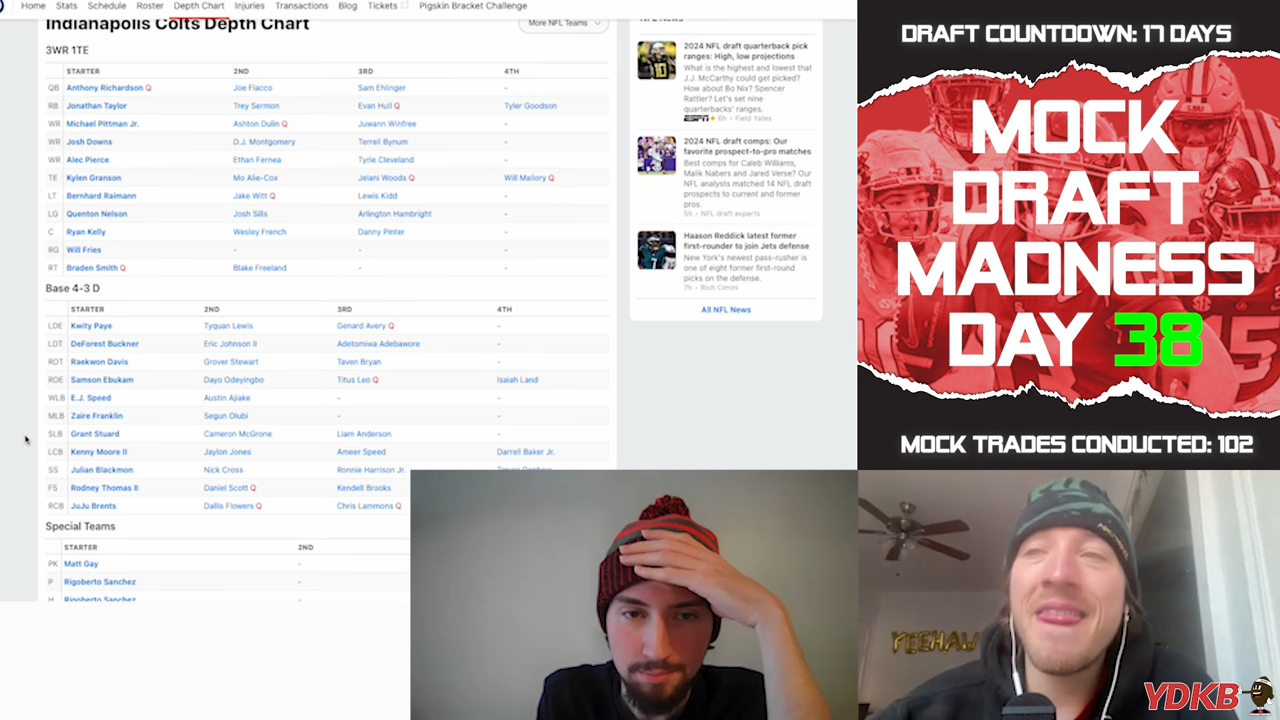 Home Stats Schedule Roster Depth Chart Injuries Transactions Blog Tickets Pigskin Bracket Challenge
Indianapolis Colts Depth Chart
More NFL Teams
3WR 1TE
STARTER 2ND 3RD 4TH
QB Anthony Richardson Q Joe Flacco Sam Ehlinger -
RB Jonathan Taylor Trey Sermon Evan Hull Q Tyler Goodson
WR Michael Pittman Jr. Ashton Dulin Q Juwann Winfree -
WR Josh Downs D.J. Montgomery Terrell Bynum -
WR Alec Pierce Ethan Fernea Tyrie Cleveland -
TE Kylen Granson Mo Alie-Cox Jelani Woods Q Will Mallory Q
LT Bernhard Raimann Jake Witt Q Lewis Kidd -
LG Quenton Nelson Josh Sills Arlington Hambright -
C Ryan Kelly Wesley French Danny Pinter -
RG Will Fries - - -
RT Braden Smith Q Blake Freeland - -
Base 4-3 D
STARTER 2ND 3RD 4TH
LDE Kwity Paye Tyquan Lewis Genard Avery Q -
LDT DeForest Buckner Eric Johnson II Adetomiwa Adebawore -
RDT Raekwon Davis Grover Stewart Taven Bryan -
RDE Samson Ebukam Dayo Odeyingbo Titus Leo Q Isaiah Land
WLB E.J. Speed Austin Ajiake - -
MLB Zaire Franklin Segun Olubi - -
SLB Grant Stuard Cameron McGrone Liam Anderson -
LCB Kenny Moore II Jaylon Jones Ameer Speed Darrell Baker Jr.
SS Julian Blackmon Nick Cross Ronnie Harrison Jr.
FS Rodney Thomas II Daniel Scott Q Kendell Brooks
RCB JuJu Brents Dallis Flowers Q Chris Lammons Q
Special Teams
STARTER 2ND
PK Matt Gay -
P Rigoberto Sanchez -
H Rigoberto Sanchez -
NFL News
2024 NFL draft quarterback pick
ranges: High, low projections
What is the highest and lowest that
J.J. McCarthy could get picked?
How about Bo Nix? Spencer
Rattler? Let's set nine
quarterbacks' ranges.
ESPN+ 6h - Field Yates
2024 NFL draft comps: Our
favorite prospect-to-pro matches
Best comps for Caleb Williams,
Malik Nabers and Jared Verse? Our
NFL analysts matched 14 NFL draft
prospects to current and former
pros.
5h - NFL draft experts
Haason Reddick latest former
first-rounder to join Jets defense
New York's newest pass-rusher is
one of eight former first-round
picks on the defense.
7h - Rich Cimini
All NFL News
DRAFT COUNTDOWN: 17 DAYS
MOCK
DRAFT
MADNESS
DAY 38
MOCK TRADES CONDUCTED: 102
YEEHAW
YDKB